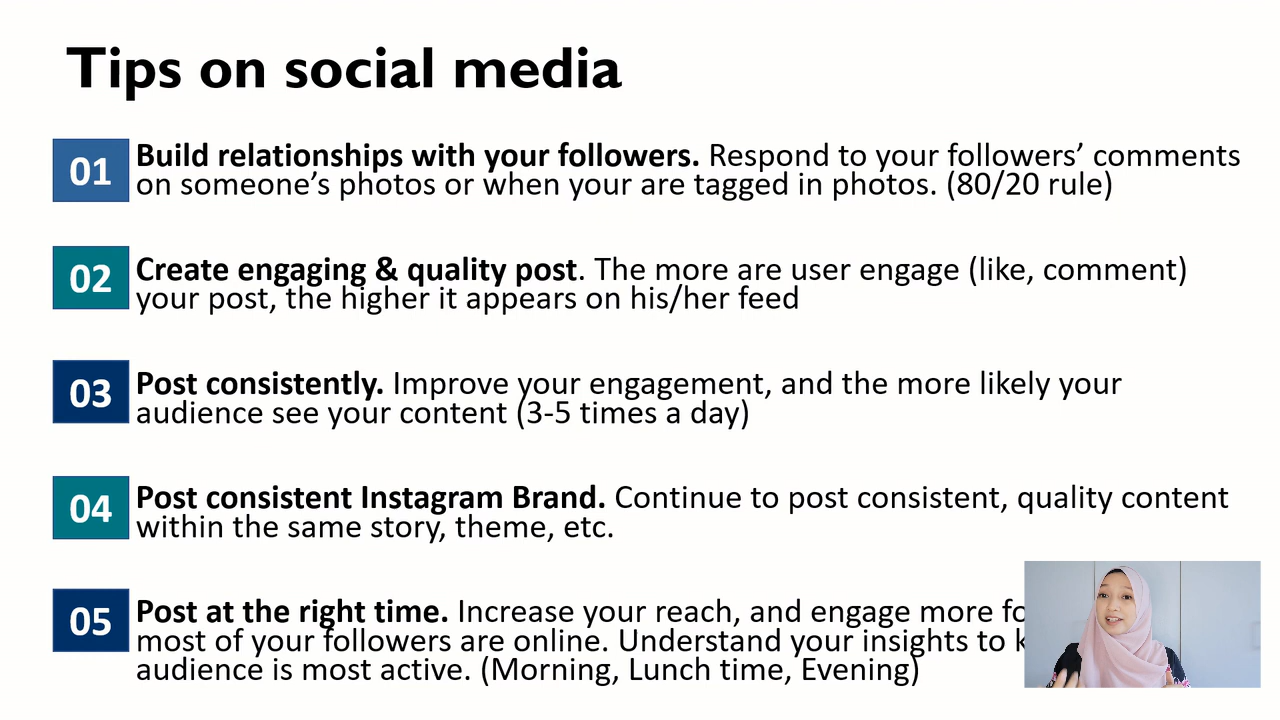 Tips on social media
01
Build relationships with your followers. Respond to your followers’ comments
on someone’s photos or when your are tagged in photos. (80/20 rule)
02
Create engaging & quality post. The more are user engage (like, comment)
your post, the higher it appears on his/her feed
03
Post consistently. Improve your engagement, and the more likely your
audience see your content (3-5 times a day)
04
Post consistent Instagram Brand. Continue to post consistent, quality content
within the same story, theme, etc.
05
Post at the right time. Increase your reach, and engage more
most of your followers are online. Understand your insights to
audience is most active. (Morning, Lunch time, Evening)